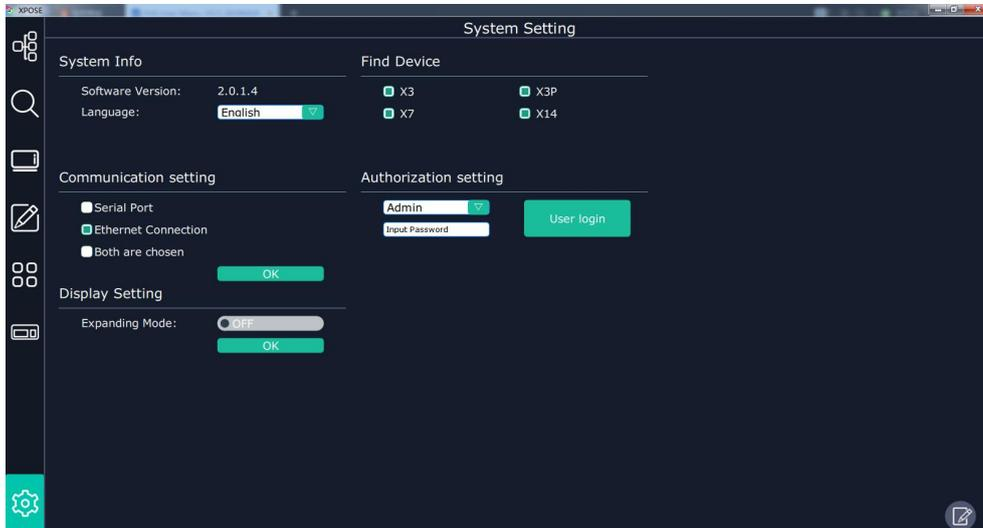 XPOSE
System Setting
System Info
Software Version: 2.0.1.4
Language: English
Find Device
X3 X3P
X7 X14
Communication setting
Serial Port
Ethernet Connection
Both are chosen
OK
Authorization setting
Admin
Input Password
User login
Display Setting
Expanding Mode: OFF
OK